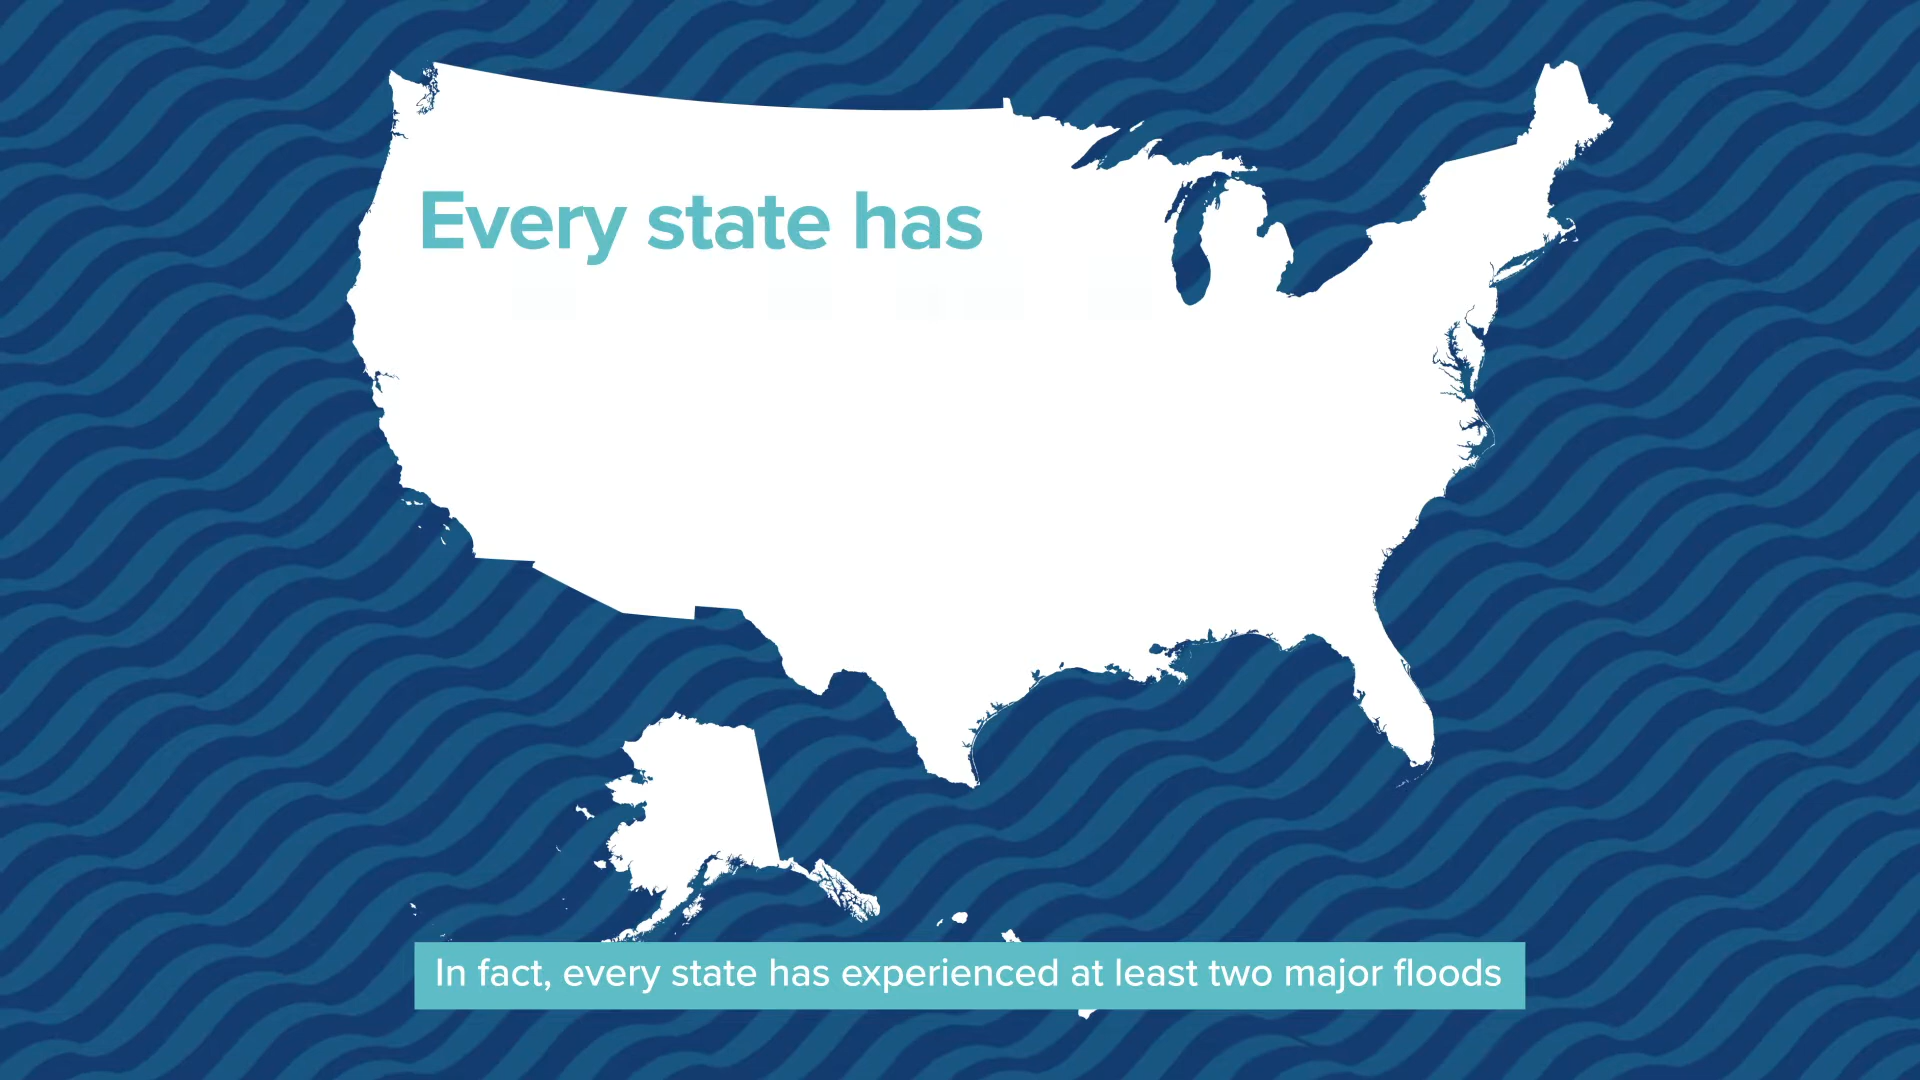 Every state has
In fact, every state has experienced at least two major floods